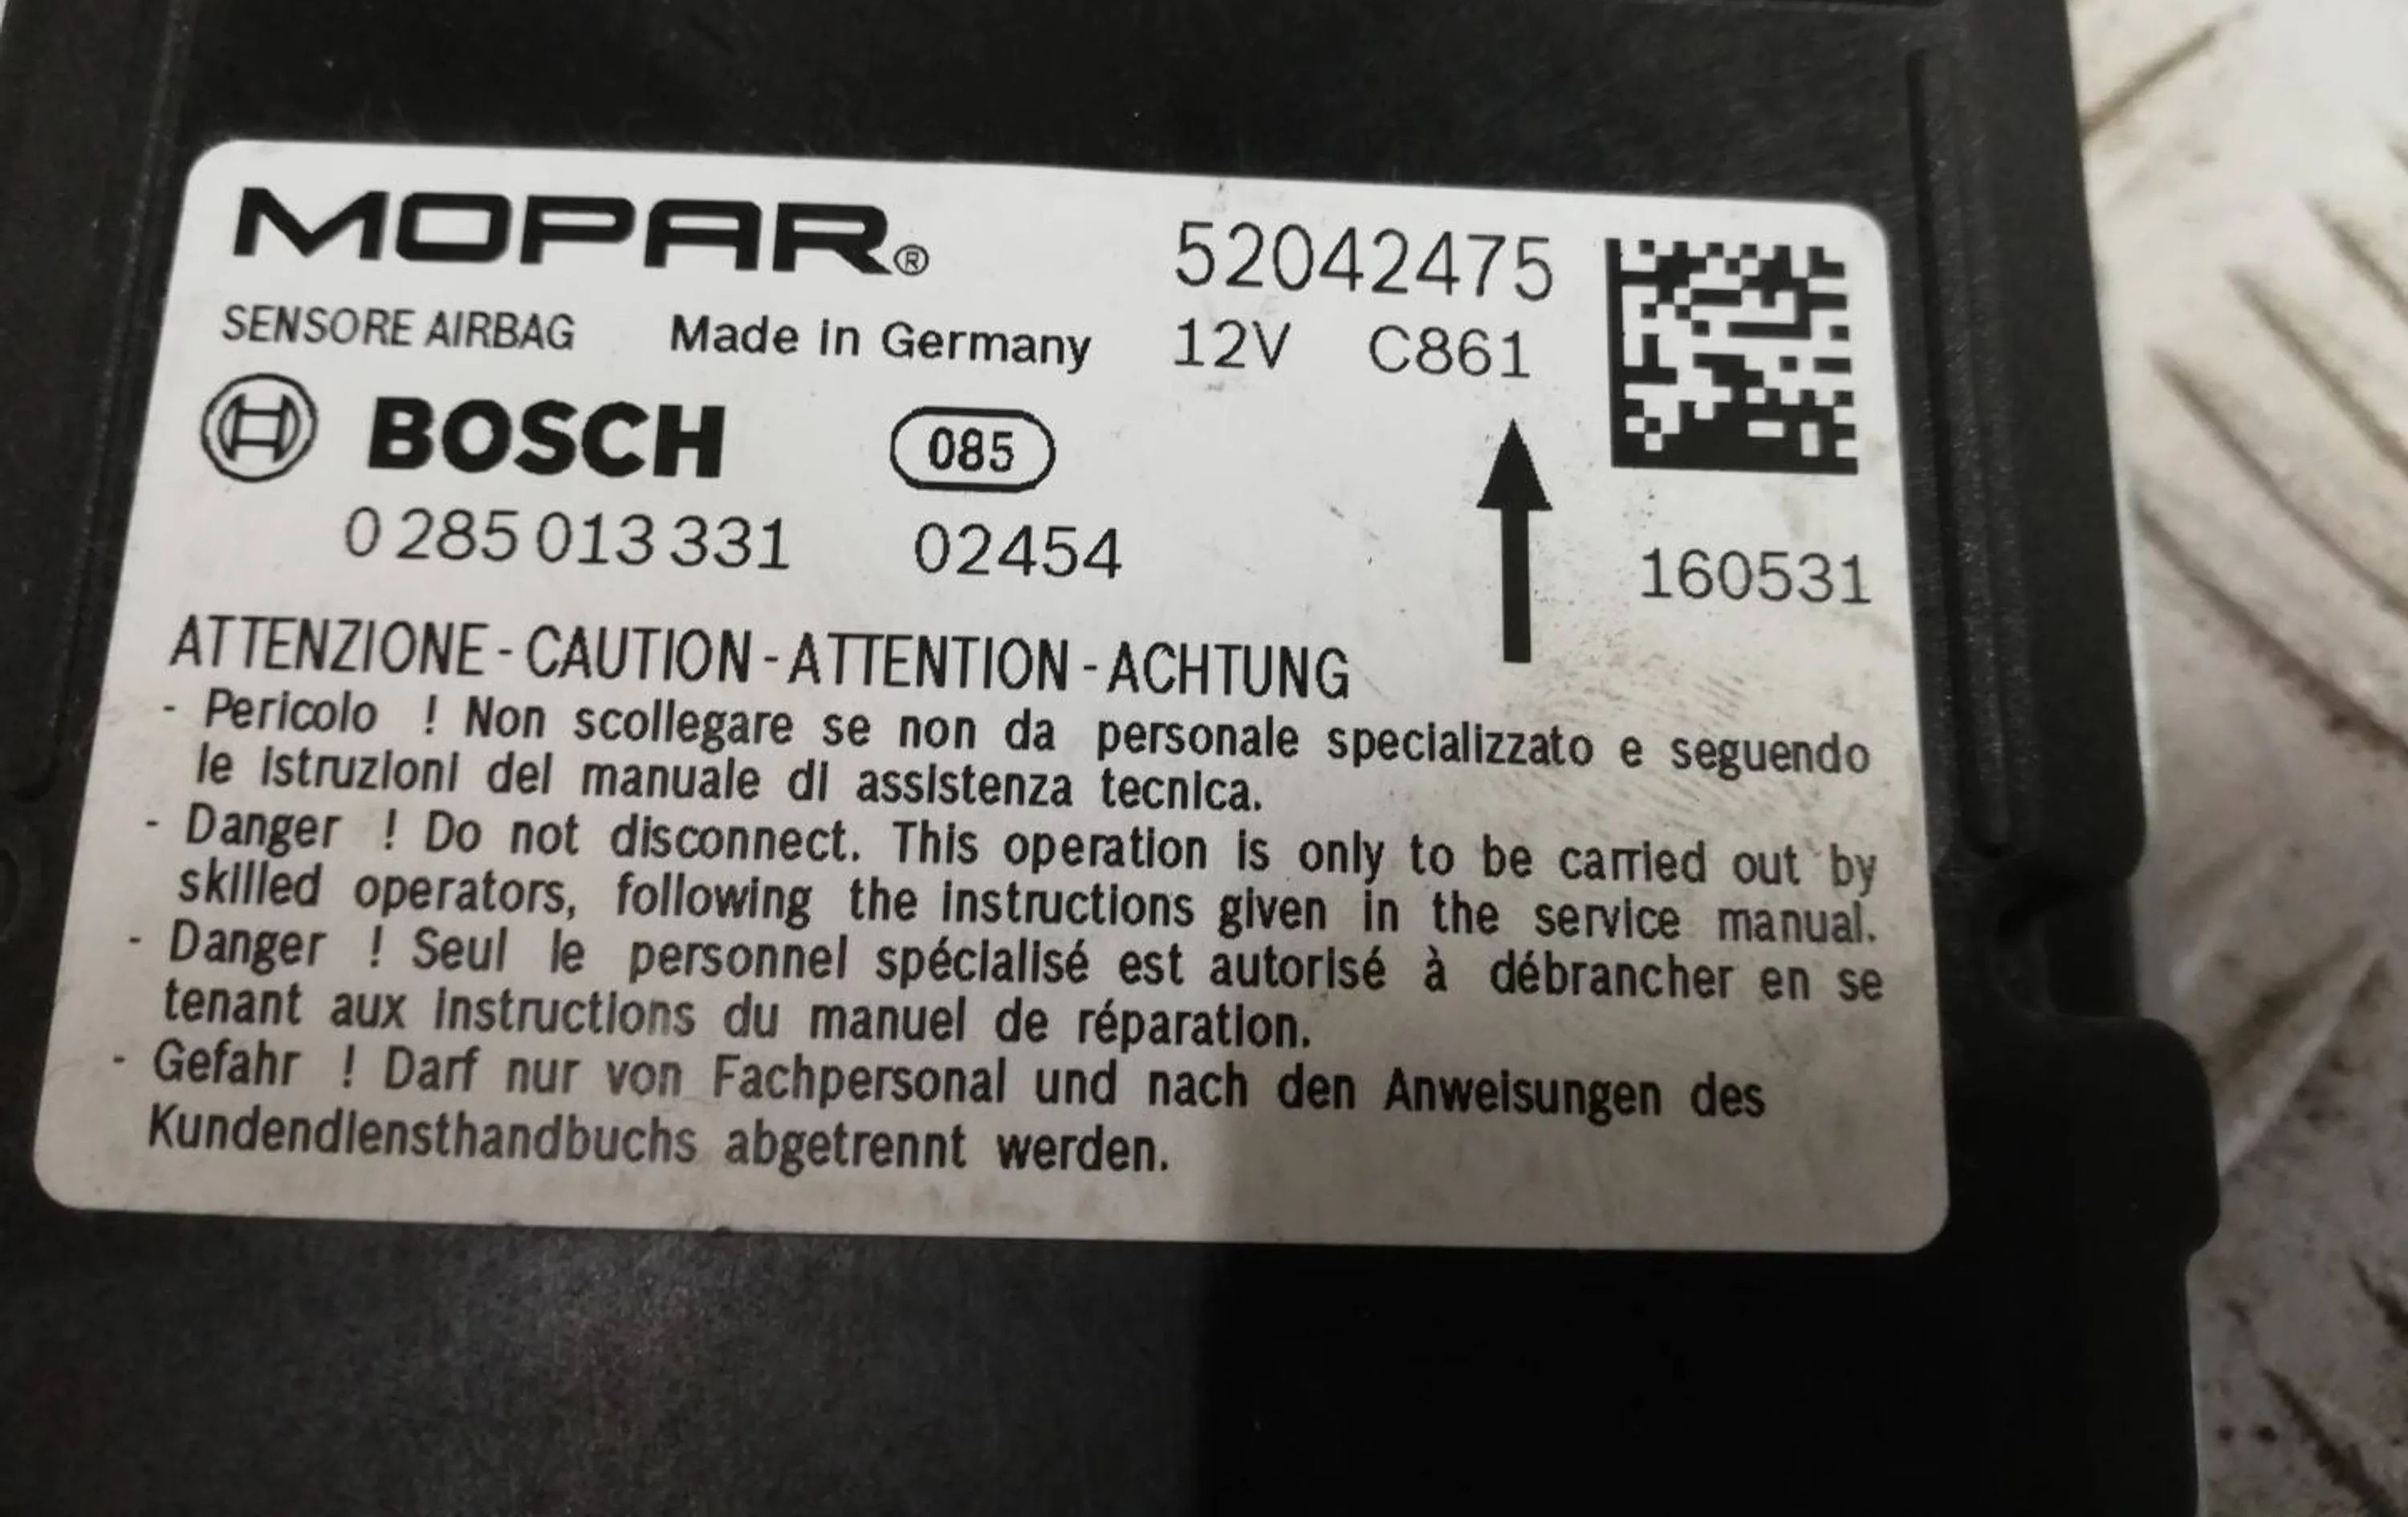 MOPAR® 52042475
SENSORE AIRBAG Made in Germany 12V C861
BOSCH 085
0 285 013 331 02454 160531
ATTENZIONE - CAUTION - ATTENTION - ACHTUNG
- Pericolo ! Non scollegare se non da personale specializzato e seguendo
le istruzioni del manuale di assistenza tecnica.
- Danger ! Do not disconnect. This operation is only to be carried out by
skilled operators, following the instructions given in the service manual.
- Danger ! Seul le personnel spécialisé est autorisé à débrancher en se
tenant aux instructions du manuel de réparation.
- Gefahr ! Darf nur von Fachpersonal und nach den Anweisungen des
Kundendiensthandbuchs abgetrennt werden.